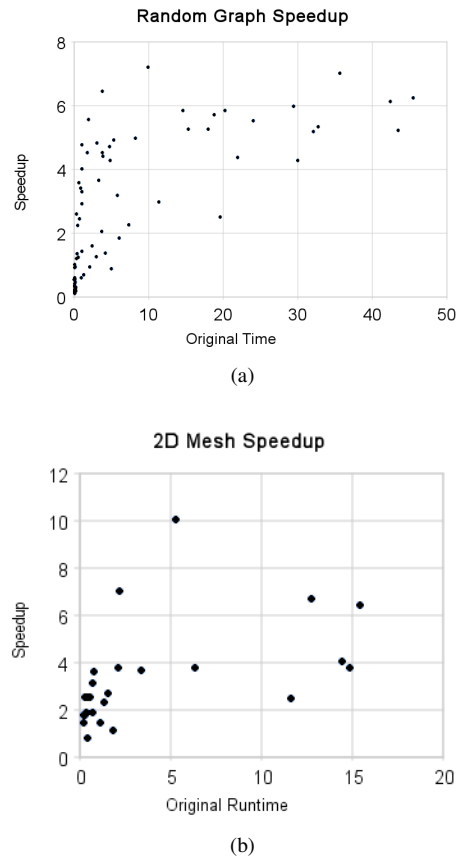 Random Graph Speedup
8
6
4
2
0
Speedup
0 10 20 30 40 50
Original Time
(a)
2D Mesh Speedup
12
10
8
6
4
2
0
Speedup
0 5 10 15 20
Original Runtime
(b)